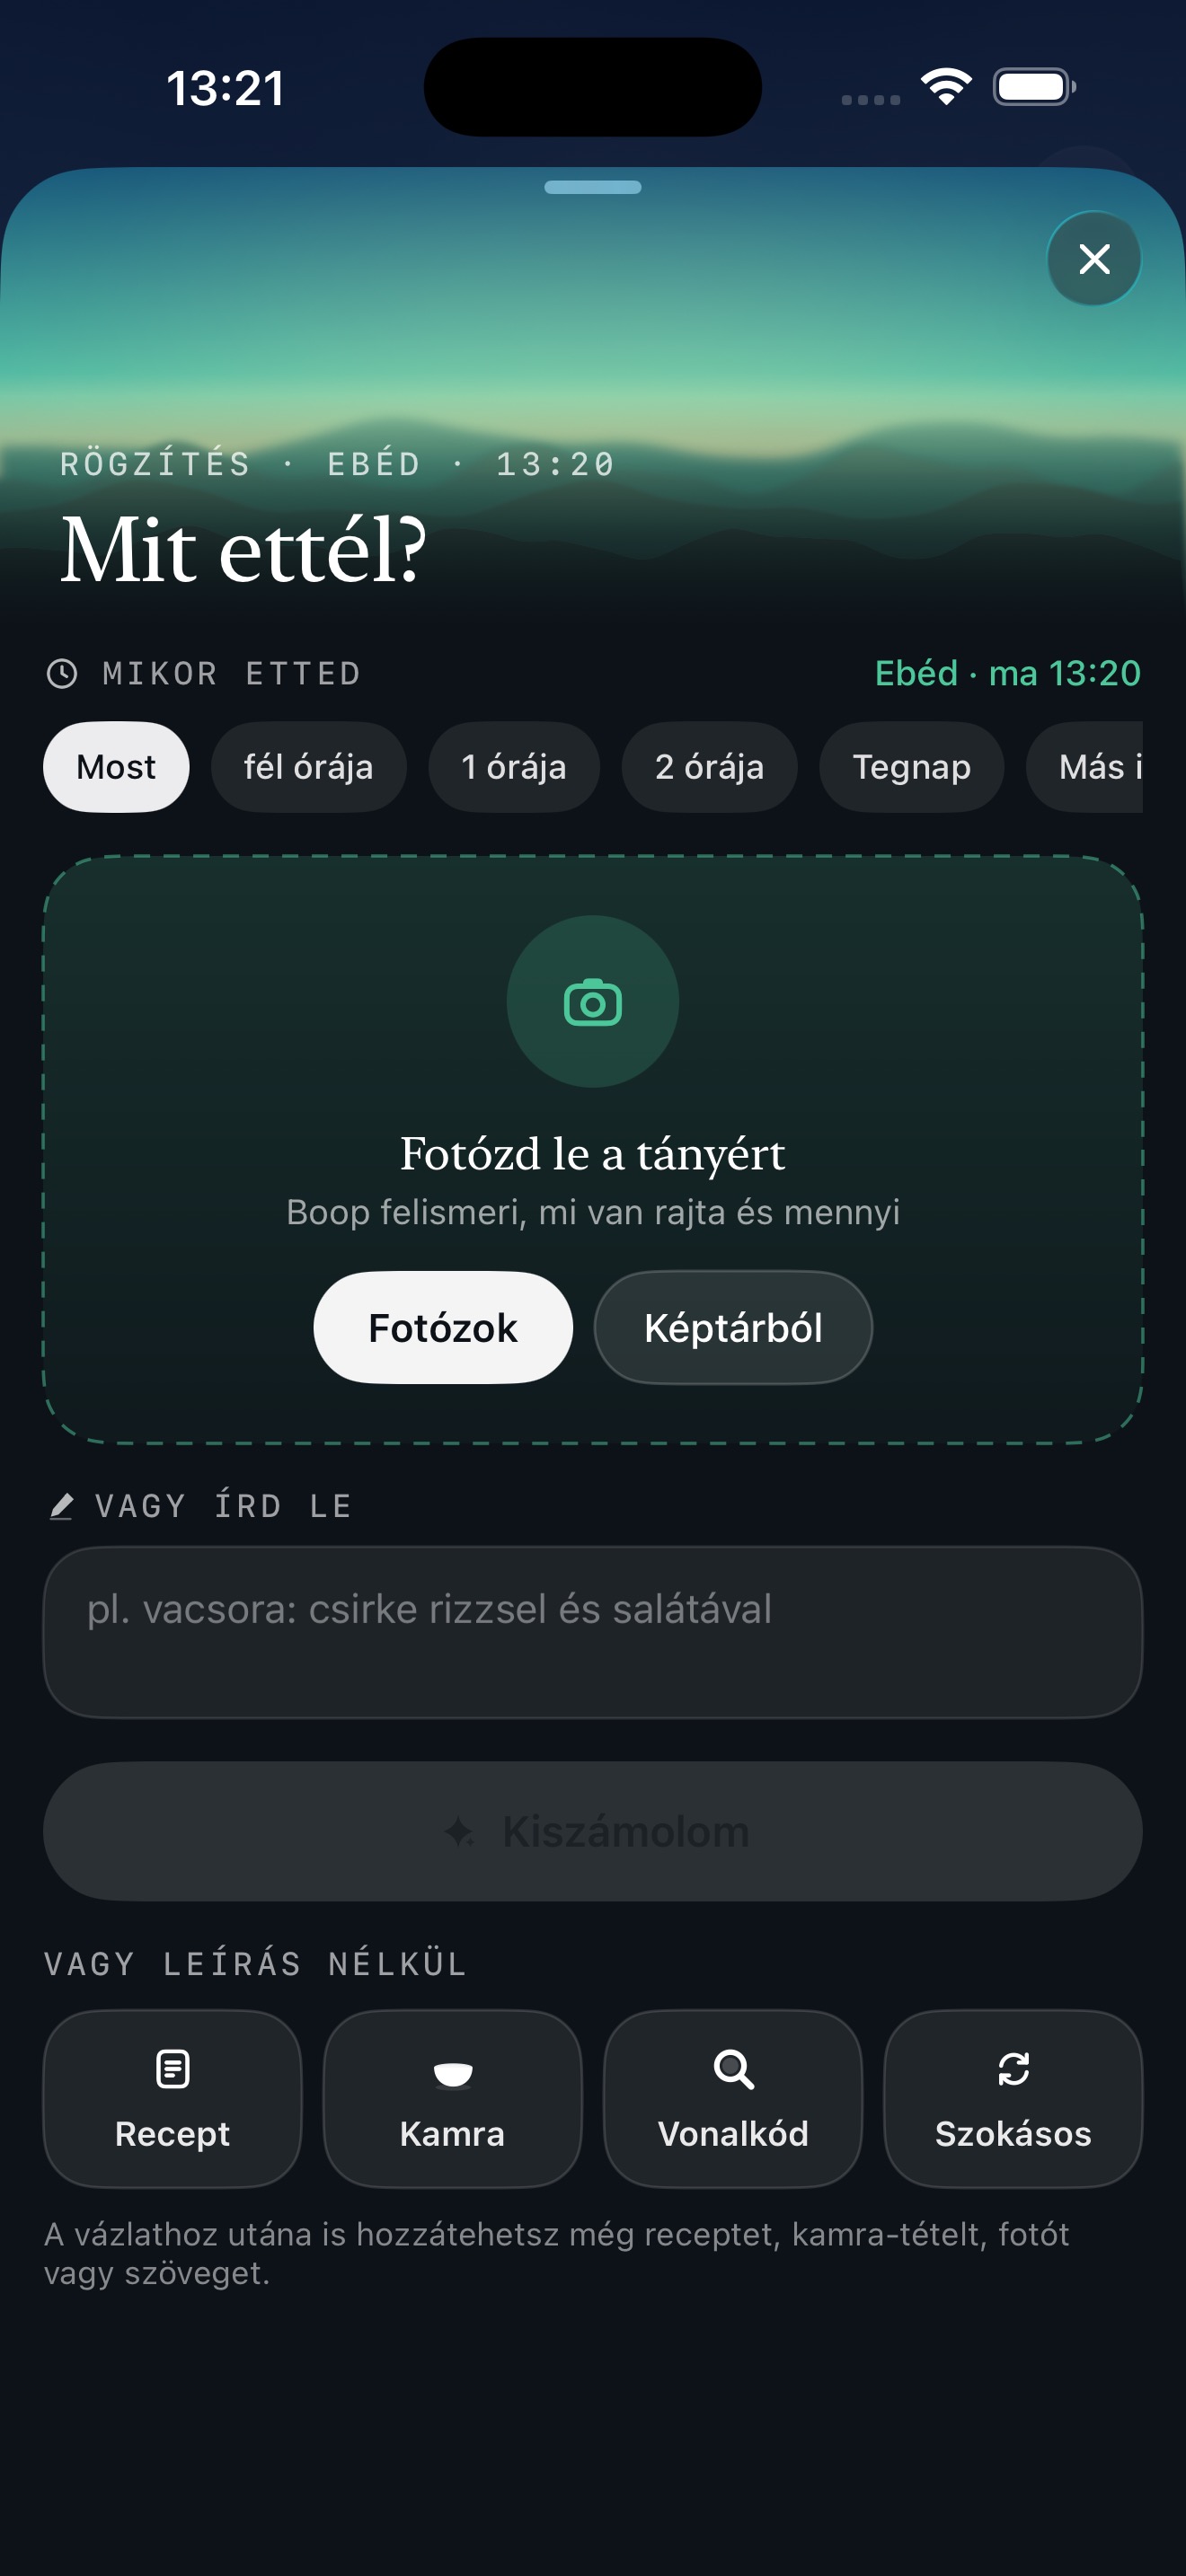 13:21
RÖGZÍTÉS · EBÉD · 13:20
Mit ettél?
MIKOR ETTED
Ebéd · ma 13:20
Most
fél órája
1 órája
2 órája
Tegnap
Más i
Fotózd le a tányért
Boop felismeri, mi van rajta és mennyi
Fotózok
Képtárból
VAGY ÍRD LE
pl. vacsora: csirke rizzsel és salátával
Kiszámolom
VAGY LEÍRÁS NÉLKÜL
Recept
Kamra
Vonalkód
Szokásos
A vázlathoz utána is hozzátehetsz még receptet, kamra-tételt, fotót
vagy szöveget.